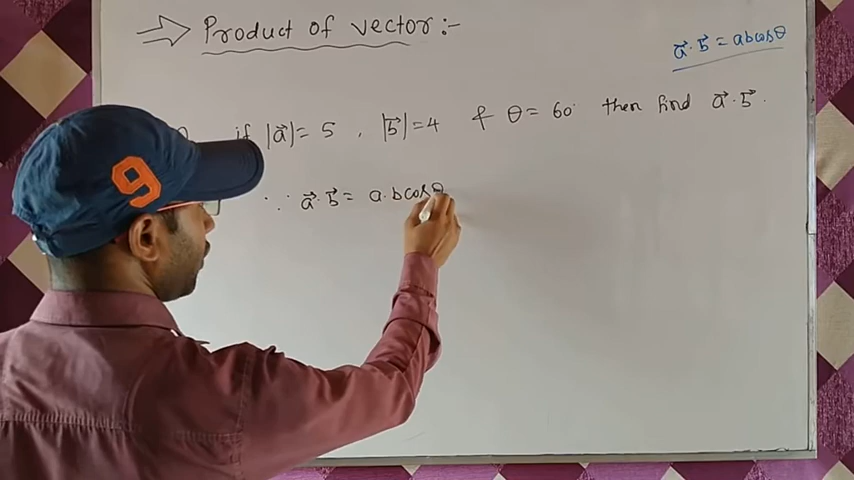 ⇒ Product of vector :-
a⃗·b⃗ = abcosθ
if |a⃗| = 5 , |b⃗| = 4 & θ = 60° then find a⃗·b⃗.
∵ a⃗·b⃗ = a·bcosθ
9